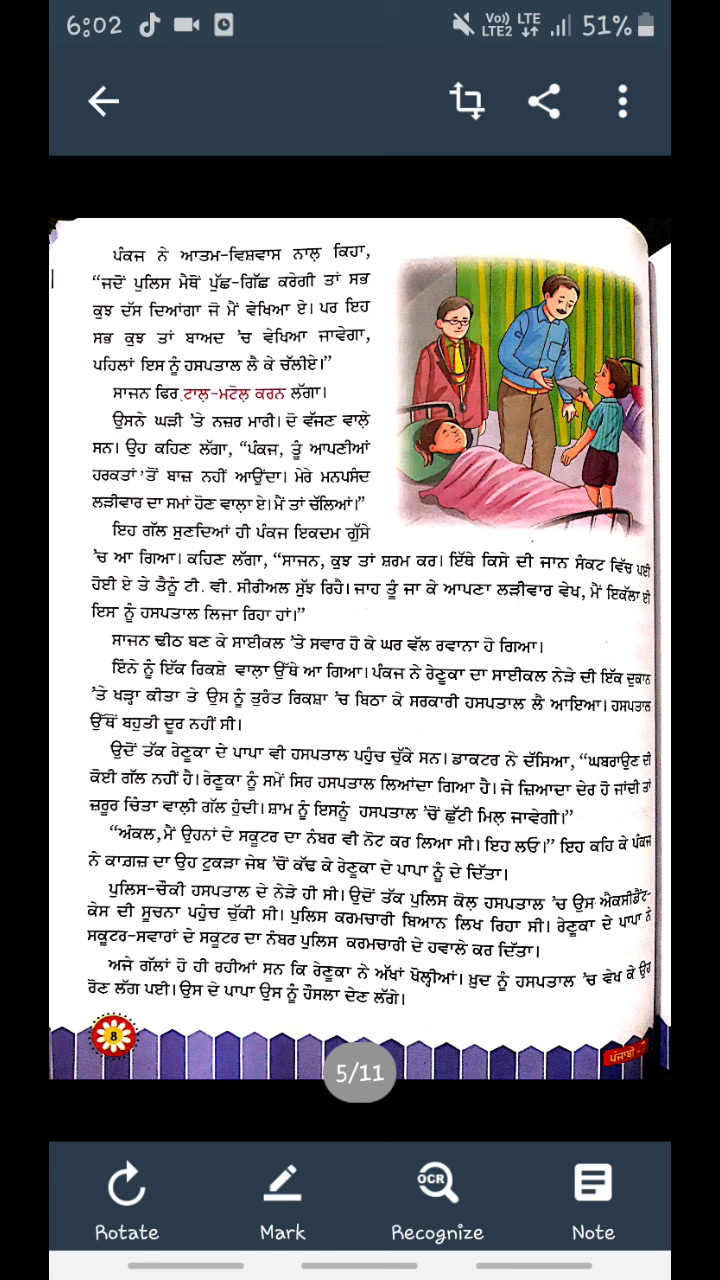 6:02
Vo)) LTE
LTE2
51%
ਪੰਕਜ ਨੇ ਆਤਮ-ਵਿਸ਼ਵਾਸ ਨਾਲ਼ ਕਿਹਾ,
“ਜਦੋਂ ਪੁਲਿਸ ਮੈਥੋਂ ਪੁੱਛ-ਗਿੱਛ ਕਰੇਗੀ ਤਾਂ ਸਭ
ਕੁਝ ਦੱਸ ਦਿਆਂਗਾ ਜੋ ਮੈਂ ਵੇਖਿਆ ਏ। ਪਰ ਇਹ
ਸਭ ਕੁਝ ਤਾਂ ਬਾਅਦ ’ਚ ਵੇਖਿਆ ਜਾਵੇਗਾ,
ਪਹਿਲਾਂ ਇਸ ਨੂੰ ਹਸਪਤਾਲ ਲੈ ਕੇ ਚੱਲੀਏ।”
ਸਾਜਨ ਫਿਰ ਟਾਲ਼-ਮਟੋਲ਼ ਕਰਨ ਲੱਗਾ।
ਉਸਨੇ ਘੜੀ ’ਤੇ ਨਜ਼ਰ ਮਾਰੀ। ਦੋ ਵੱਜਣ ਵਾਲ਼ੇ
ਸਨ। ਉਹ ਕਹਿਣ ਲੱਗਾ, “ਪੰਕਜ, ਤੂੰ ਆਪਣੀਆਂ
ਹਰਕਤਾਂ ’ਤੋਂ ਬਾਜ਼ ਨਹੀਂ ਆਉਂਦਾ। ਮੇਰੇ ਮਨਪਸੰਦ
ਲੜੀਵਾਰ ਦਾ ਸਮਾਂ ਹੋਣ ਵਾਲ਼ਾ ਏ। ਮੈਂ ਤਾਂ ਚੱਲਿਆਂ।”
ਇਹ ਗੱਲ ਸੁਣਦਿਆਂ ਹੀ ਪੰਕਜ ਇਕਦਮ ਗੁੱਸੇ
’ਚ ਆ ਗਿਆ। ਕਹਿਣ ਲੱਗਾ, “ਸਾਜਨ, ਕੁਝ ਤਾਂ ਸ਼ਰਮ ਕਰ। ਇੱਥੇ ਕਿਸੇ ਦੀ ਜਾਨ ਸੰਕਟ ਵਿੱਚ ਪਈ
ਹੋਈ ਏ ਤੇ ਤੈਨੂੰ ਟੀ. ਵੀ. ਸੀਰੀਅਲ ਸੁੱਝ ਰਿਹੈ। ਜਾਹ ਤੂੰ ਜਾ ਕੇ ਆਪਣਾ ਲੜੀਵਾਰ ਵੇਖ, ਮੈਂ ਇਕੱਲਾ ਈ
ਇਸ ਨੂੰ ਹਸਪਤਾਲ ਲਿਜਾ ਰਿਹਾ ਹਾਂ।”
ਸਾਜਨ ਢੀਠ ਬਣ ਕੇ ਸਾਈਕਲ ’ਤੇ ਸਵਾਰ ਹੋ ਕੇ ਘਰ ਵੱਲ ਰਵਾਨਾ ਹੋ ਗਿਆ।
ਇੰਨੇ ਨੂੰ ਇੱਕ ਰਿਕਸ਼ੇ ਵਾਲ਼ਾ ਉੱਥੇ ਆ ਗਿਆ। ਪੰਕਜ ਨੇ ਰੇਣੂਕਾ ਦਾ ਸਾਈਕਲ ਨੇੜੇ ਦੀ ਇੱਕ ਦੁਕਾਨ
’ਤੇ ਖੜ੍ਹਾ ਕੀਤਾ ਤੇ ਉਸ ਨੂੰ ਤੁਰੰਤ ਰਿਕਸ਼ਾ ’ਚ ਬਿਠਾ ਕੇ ਸਰਕਾਰੀ ਹਸਪਤਾਲ ਲੈ ਆਇਆ। ਹਸਪਤਾਲ
ਉੱਥੋਂ ਬਹੁਤੀ ਦੂਰ ਨਹੀਂ ਸੀ।
ਉਦੋਂ ਤੱਕ ਰੇਣੂਕਾ ਦੇ ਪਾਪਾ ਵੀ ਹਸਪਤਾਲ ਪਹੁੰਚ ਚੁੱਕੇ ਸਨ। ਡਾਕਟਰ ਨੇ ਦੱਸਿਆ, “ਘਬਰਾਉਣ ਦੀ
ਕੋਈ ਗੱਲ ਨਹੀਂ ਹੈ। ਰੇਣੂਕਾ ਨੂੰ ਸਮੇਂ ਸਿਰ ਹਸਪਤਾਲ ਲਿਆਂਦਾ ਗਿਆ ਹੈ। ਜੇ ਜ਼ਿਆਦਾ ਦੇਰ ਹੋ ਜਾਂਦੀ ਤਾਂ
ਜ਼ਰੂਰ ਚਿੰਤਾ ਵਾਲ਼ੀ ਗੱਲ ਹੁੰਦੀ। ਸ਼ਾਮ ਨੂੰ ਇਸਨੂੰ ਹਸਪਤਾਲ ’ਚੋਂ ਛੁੱਟੀ ਮਿਲ਼ ਜਾਵੇਗੀ।”
“ਅੰਕਲ, ਮੈਂ ਉਹਨਾਂ ਦੇ ਸਕੂਟਰ ਦਾ ਨੰਬਰ ਵੀ ਨੋਟ ਕਰ ਲਿਆ ਸੀ। ਇਹ ਲਓ।” ਇਹ ਕਹਿ ਕੇ ਪੰਕਜ
ਨੇ ਕਾਗ਼ਜ਼ ਦਾ ਉਹ ਟੁਕੜਾ ਜੇਬ ’ਚੋਂ ਕੱਢ ਕੇ ਰੇਣੂਕਾ ਦੇ ਪਾਪਾ ਨੂੰ ਦੇ ਦਿੱਤਾ।
ਪੁਲਿਸ-ਚੌਂਕੀ ਹਸਪਤਾਲ ਦੇ ਨੇੜੇ ਹੀ ਸੀ। ਉਦੋਂ ਤੱਕ ਪੁਲਿਸ ਕੋਲ਼ ਹਸਪਤਾਲ ’ਚ ਉਸ ਐਕਸੀਡੈਂਟ-
ਕੇਸ ਦੀ ਸੂਚਨਾ ਪਹੁੰਚ ਚੁੱਕੀ ਸੀ। ਪੁਲਿਸ ਕਰਮਚਾਰੀ ਬਿਆਨ ਲਿਖ ਰਿਹਾ ਸੀ। ਰੇਣੂਕਾ ਦੇ ਪਾਪਾ ਨੇ
ਸਕੂਟਰ-ਸਵਾਰਾਂ ਦੇ ਸਕੂਟਰ ਦਾ ਨੰਬਰ ਪੁਲਿਸ ਕਰਮਚਾਰੀ ਦੇ ਹਵਾਲੇ ਕਰ ਦਿੱਤਾ।
ਅਜੇ ਗੱਲਾਂ ਹੋ ਹੀ ਰਹੀਆਂ ਸਨ ਕਿ ਰੇਣੂਕਾ ਨੇ ਅੱਖਾਂ ਖੋਲ੍ਹੀਆਂ। ਖ਼ੁਦ ਨੂੰ ਹਸਪਤਾਲ ’ਚ ਵੇਖ ਕੇ ਉਹ
ਰੋਣ ਲੱਗ ਪਈ। ਉਸ ਦੇ ਪਾਪਾ ਉਸ ਨੂੰ ਹੌਸਲਾ ਦੇਣ ਲੱਗੇ।
8
ਪੰਜਾਬੀ -
5/11
Rotate
Mark
OCR
Recognize
Note